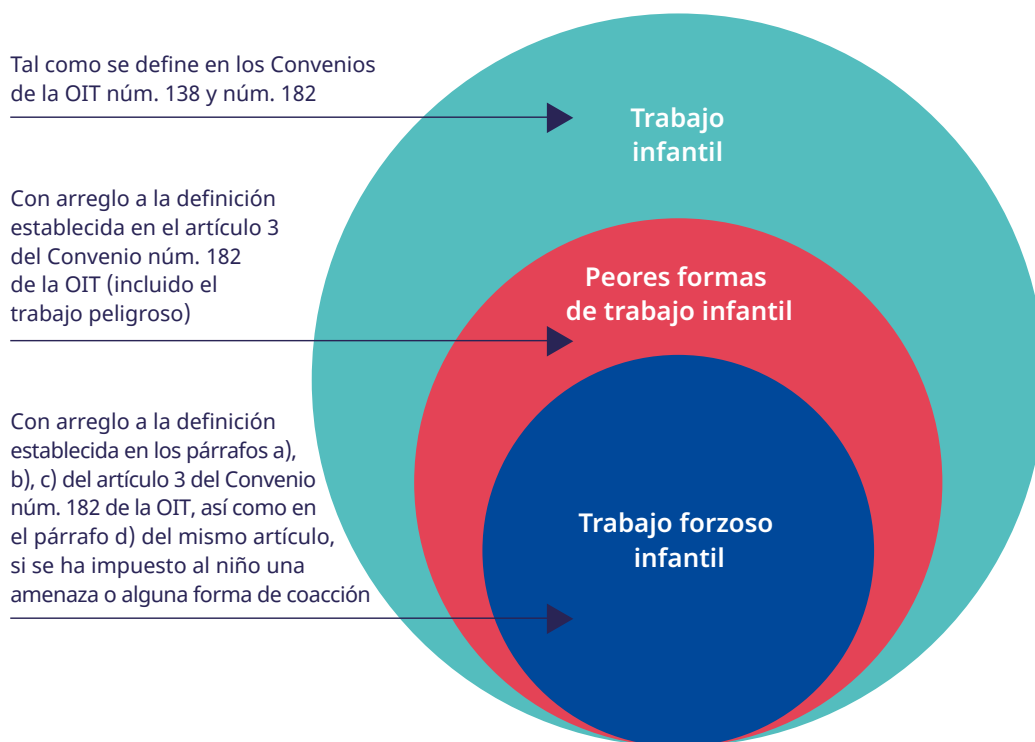 Tal como se define en los Convenios
de la OIT núm. 138 y núm. 182
Trabajo
infantil
Con arreglo a la definición
establecida en el artículo 3
del Convenio núm. 182
de la OIT (incluido el
trabajo peligroso)
Peores formas
de trabajo infantil
Con arreglo a la definición
establecida en los párrafos a),
b), c) del artículo 3 del Convenio
núm. 182 de la OIT, así como en
el párrafo d) del mismo artículo,
si se ha impuesto al niño una
amenaza o alguna forma de coacción
Trabajo forzoso
infantil